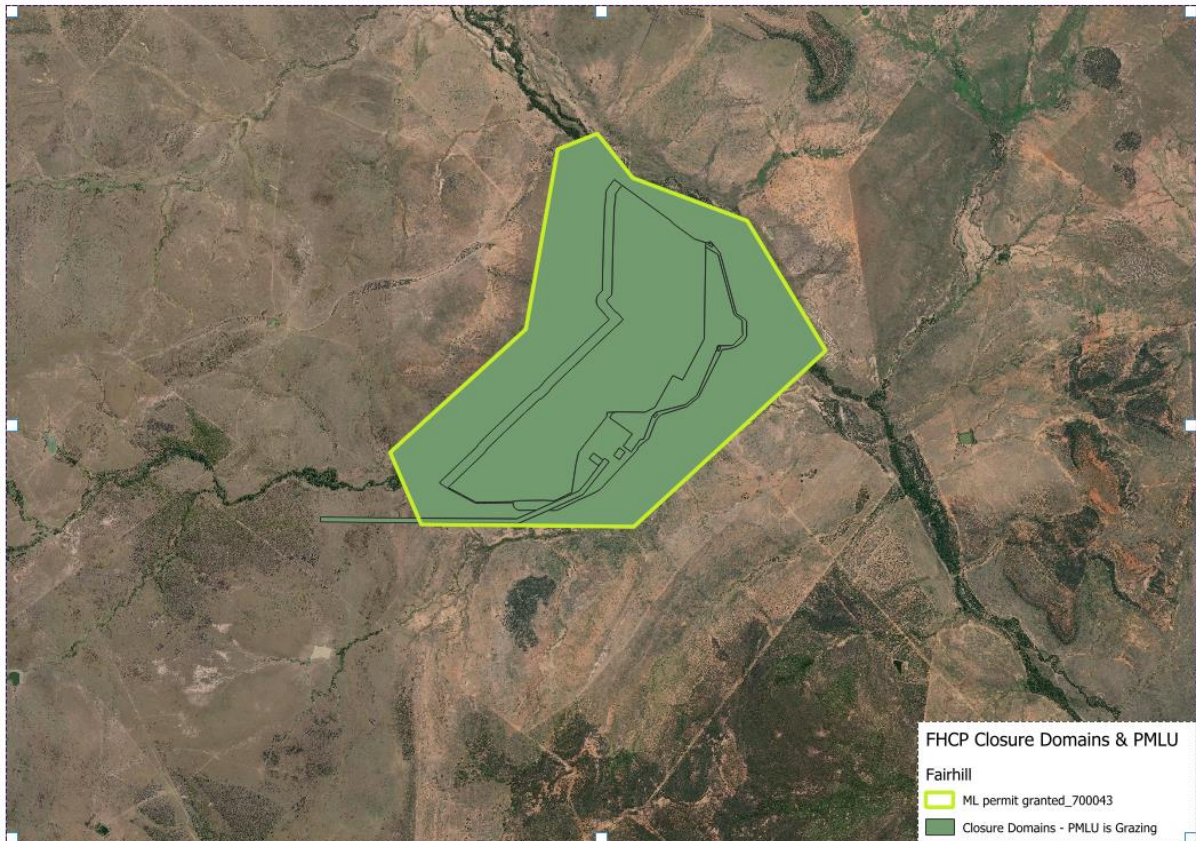 FHCP Closure Domains & PMLU
Fairhill
ML permit granted_700043
Closure Domains - PMLU is Grazing